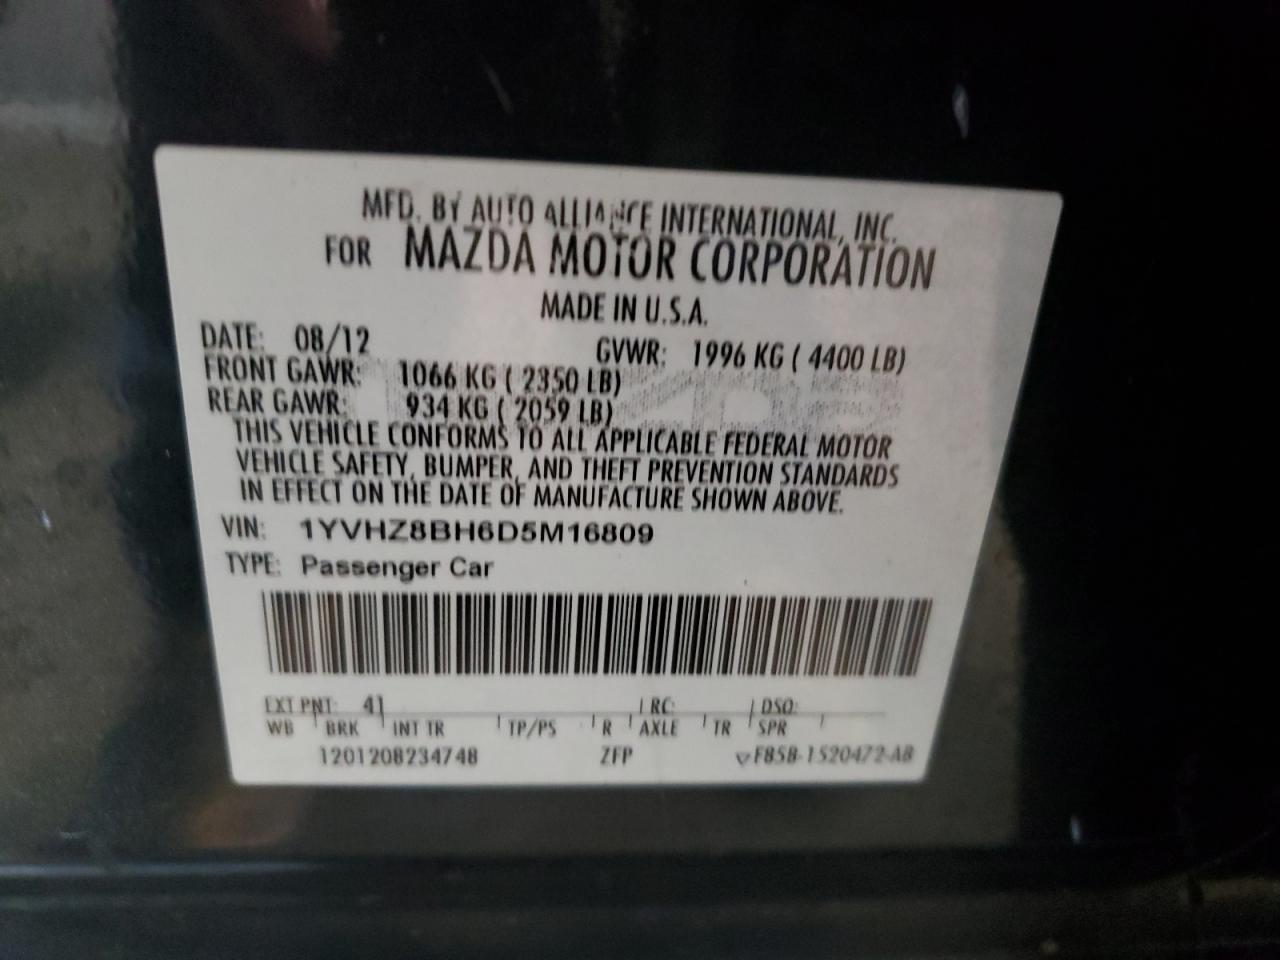 MFD. BY AUTO ALLIANCE INTERNATIONAL, INC.
FOR MAZDA MOTOR CORPORATION
MADE IN U.S.A.
DATE: 08/12 GVWR: 1996 KG ( 4400 LB)
FRONT GAWR: 1066 KG ( 2350 LB)
REAR GAWR: 934 KG ( 2059 LB)
THIS VEHICLE CONFORMS TO ALL APPLICABLE FEDERAL MOTOR
VEHICLE SAFETY, BUMPER, AND THEFT PREVENTION STANDARDS
IN EFFECT ON THE DATE OF MANUFACTURE SHOWN ABOVE.
VIN: 1YVHZ8BH6D5M16809
TYPE: Passenger Car
EXT PNT: 41 RC: DSO:
WB BRK INT TR TP/PS R AXLE TR SPR
1201208234748 ZFP F85B-1520472-AB